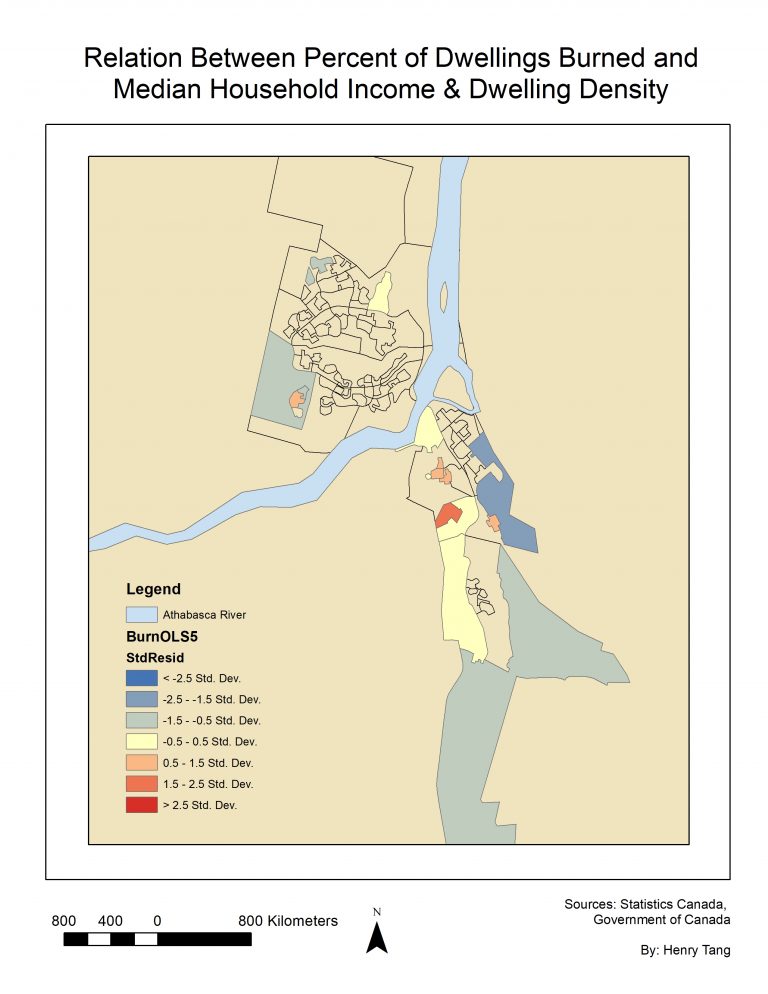 Relation Between Percent of Dwellings Burned and
Median Household Income & Dwelling Density
Legend
Athabasca River
BurnOLS5
StdResid
< -2.5 Std. Dev.
-2.5 - -1.5 Std. Dev.
-1.5 - -0.5 Std. Dev.
-0.5 - 0.5 Std. Dev.
0.5 - 1.5 Std. Dev.
1.5 - 2.5 Std. Dev.
> 2.5 Std. Dev.
800 400 0 800 Kilometers
N
Sources: Statistics Canada,
Government of Canada
By: Henry Tang